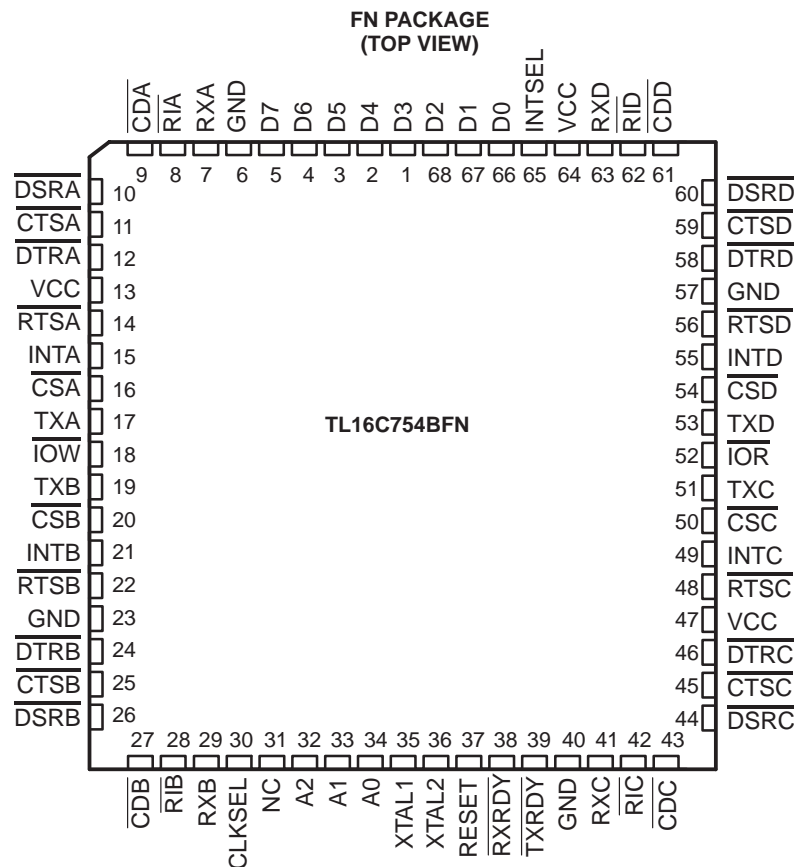 FN PACKAGE
(TOP VIEW)
CDA RIA RXA GND D7 D6 D5 D4 D3 D2 D1 D0 INTSEL VCC RXD RID CDD
9 8 7 6 5 4 3 2 1 68 67 66 65 64 63 62 61
DSRA 10 60 DSRD
CTSA 11 59 CTSD
DTRA 12 58 DTRD
VCC 13 57 GND
RTSA 14 56 RTSD
INTA 15 55 INTD
CSA 16 54 CSD
TXA 17 TL16C754BFN 53 TXD
IOW 18 52 IOR
TXB 19 51 TXC
CSB 20 50 CSC
INTB 21 49 INTC
RTSB 22 48 RTSC
GND 23 47 VCC
DTRB 24 46 DTRC
CTSB 25 45 CTSC
DSRB 26 44 DSRC
27 28 29 30 31 32 33 34 35 36 37 38 39 40 41 42 43
CDB RIB RXB CLKSEL NC A2 A1 A0 XTAL1 XTAL2 RESET RXRDY TXRDY GND RXC RIC CDC